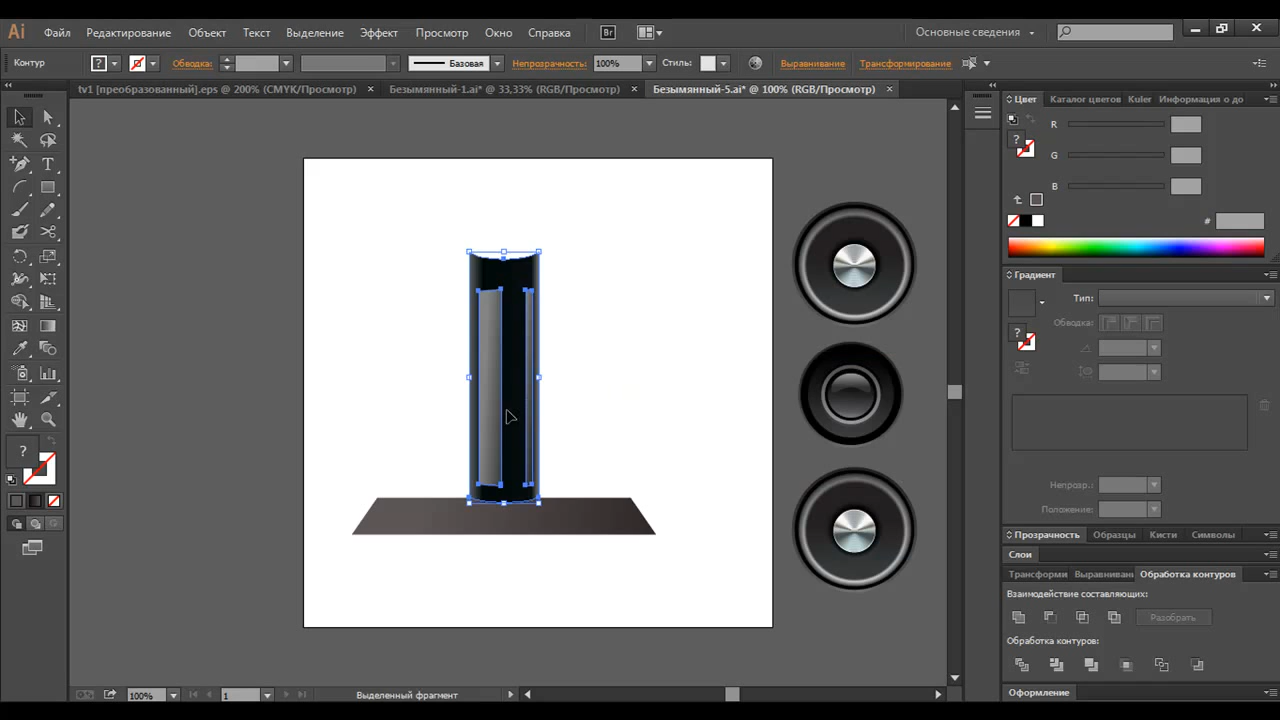 Ai Файл Редактирование Объект Текст Выделение Эффект Просмотр Окно Справка Br Основные сведения
Контур ? Обводка: Базовая Непрозрачность: 100% Стиль: Выравнивание Трансформирование
tv1 [преобразованный].eps @ 200% (CMYK/Просмотр) × Безымянный-1.ai* @ 33,33% (RGB/Просмотр) × Безымянный-5.ai* @ 100% (RGB/Просмотр) ×
Цвет Каталог цветов Kuler Информация о до
? R
G
B
#
Градиент
Тип:
Обводка:
?
Непрозр.:
Положение:
Прозрачность Образцы Кисти Символы
Слои
Трансформи Выравниван Обработка контуров
Взаимодействие составляющих:
Разобрать
Обработка контуров:
Оформление
T
?
100% 1 Выделенный фрагмент